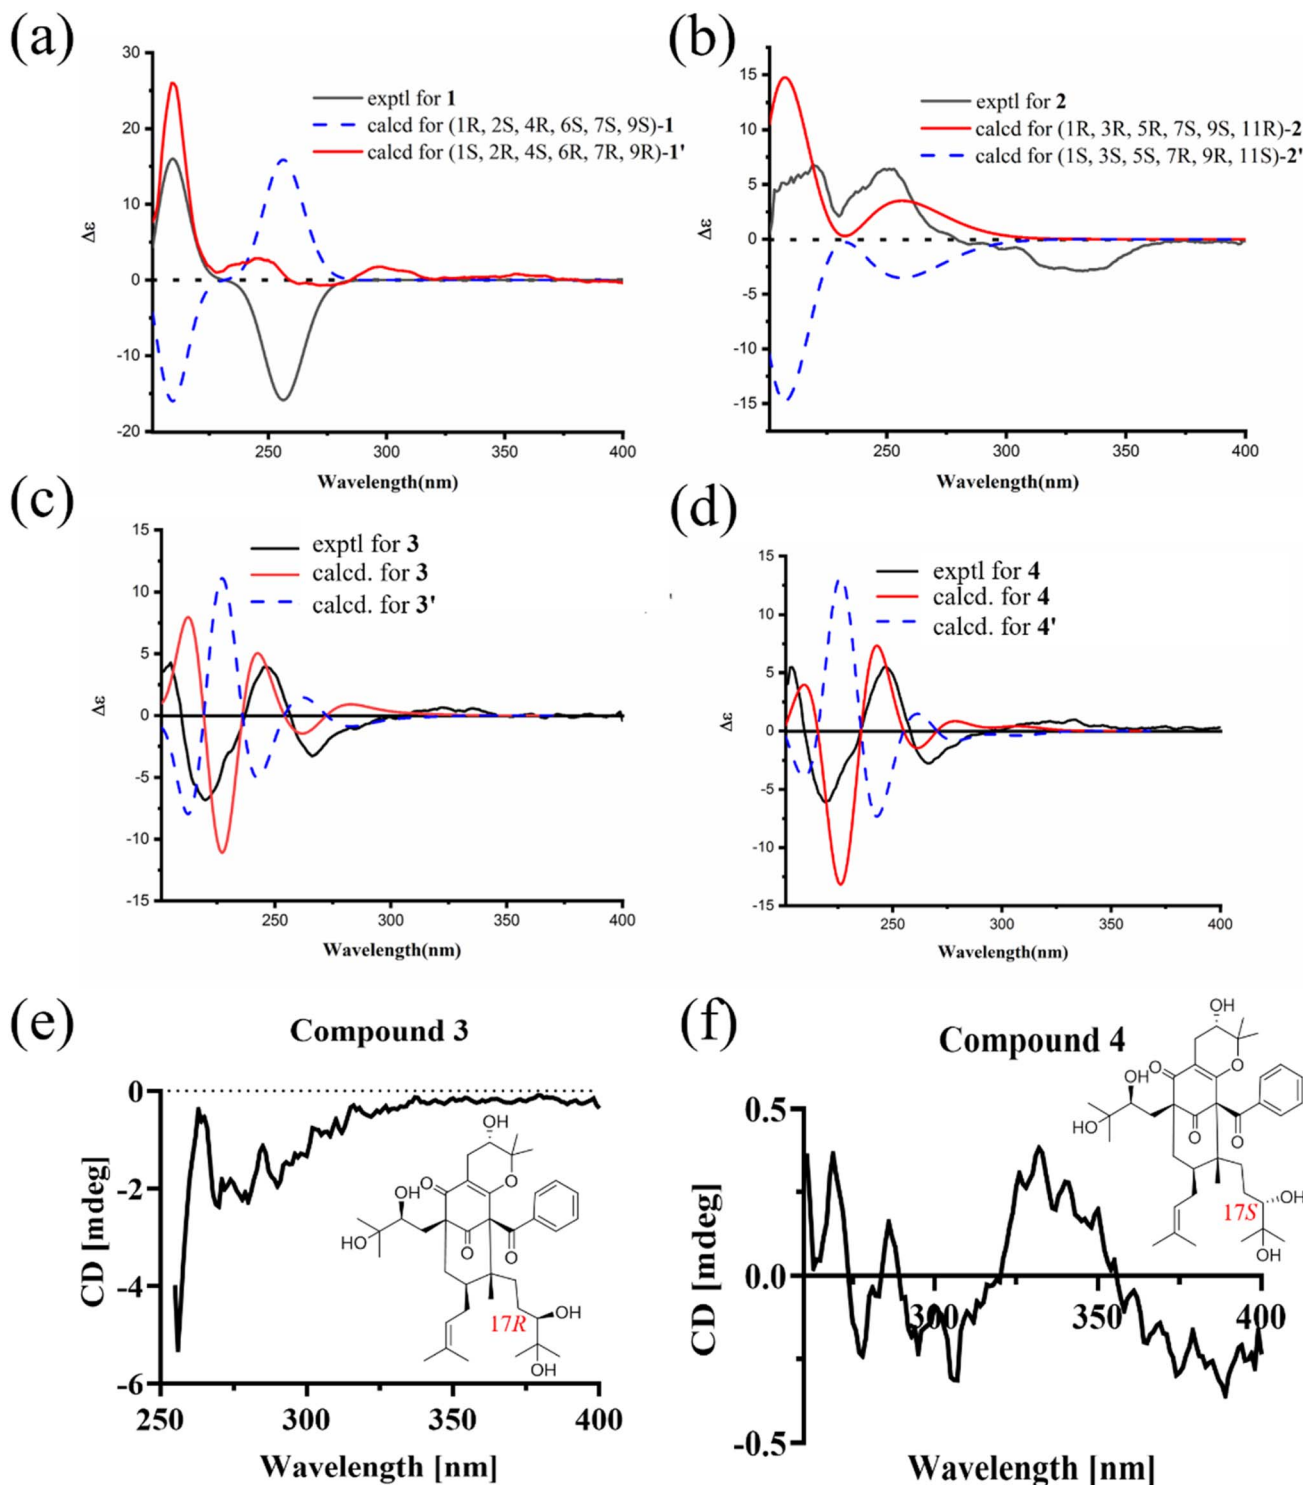 (a)
30
20
10
0
-10
-20
Δε
250
300
350
400
Wavelength(nm)
exptl for 1
calcd for (1R, 2S, 4R, 6S, 7S, 9S)-1
calcd for (1S, 2R, 4S, 6R, 7R, 9R)-1'
(b)
15
10
5
0
-5
-10
-15
Δε
250
300
350
400
Wavelength(nm)
exptl for 2
calcd for (1R, 3R, 5R, 7S, 9S, 11R)-2
calcd for (1S, 3S, 5S, 7R, 9R, 11S)-2'
(c)
15
10
5
0
-5
-10
-15
Δε
250
300
350
400
Wavelength(nm)
exptl for 3
calcd. for 3
calcd. for 3'
(d)
15
10
5
0
-5
-10
-15
Δε
250
300
350
400
Wavelength(nm)
exptl for 4
calcd. for 4
calcd. for 4'
(e)
Compound 3
0
-2
-4
-6
CD [mdeg]
250
300
350
400
Wavelength [nm]
OH
O
O
OH
HO
O
O
17R
OH
OH
(f)
Compound 4
0.5
0.0
-0.5
CD [mdeg]
300
350
400
Wavelength [nm]
OH
O
O
OH
HO
O
O
17S
OH
OH